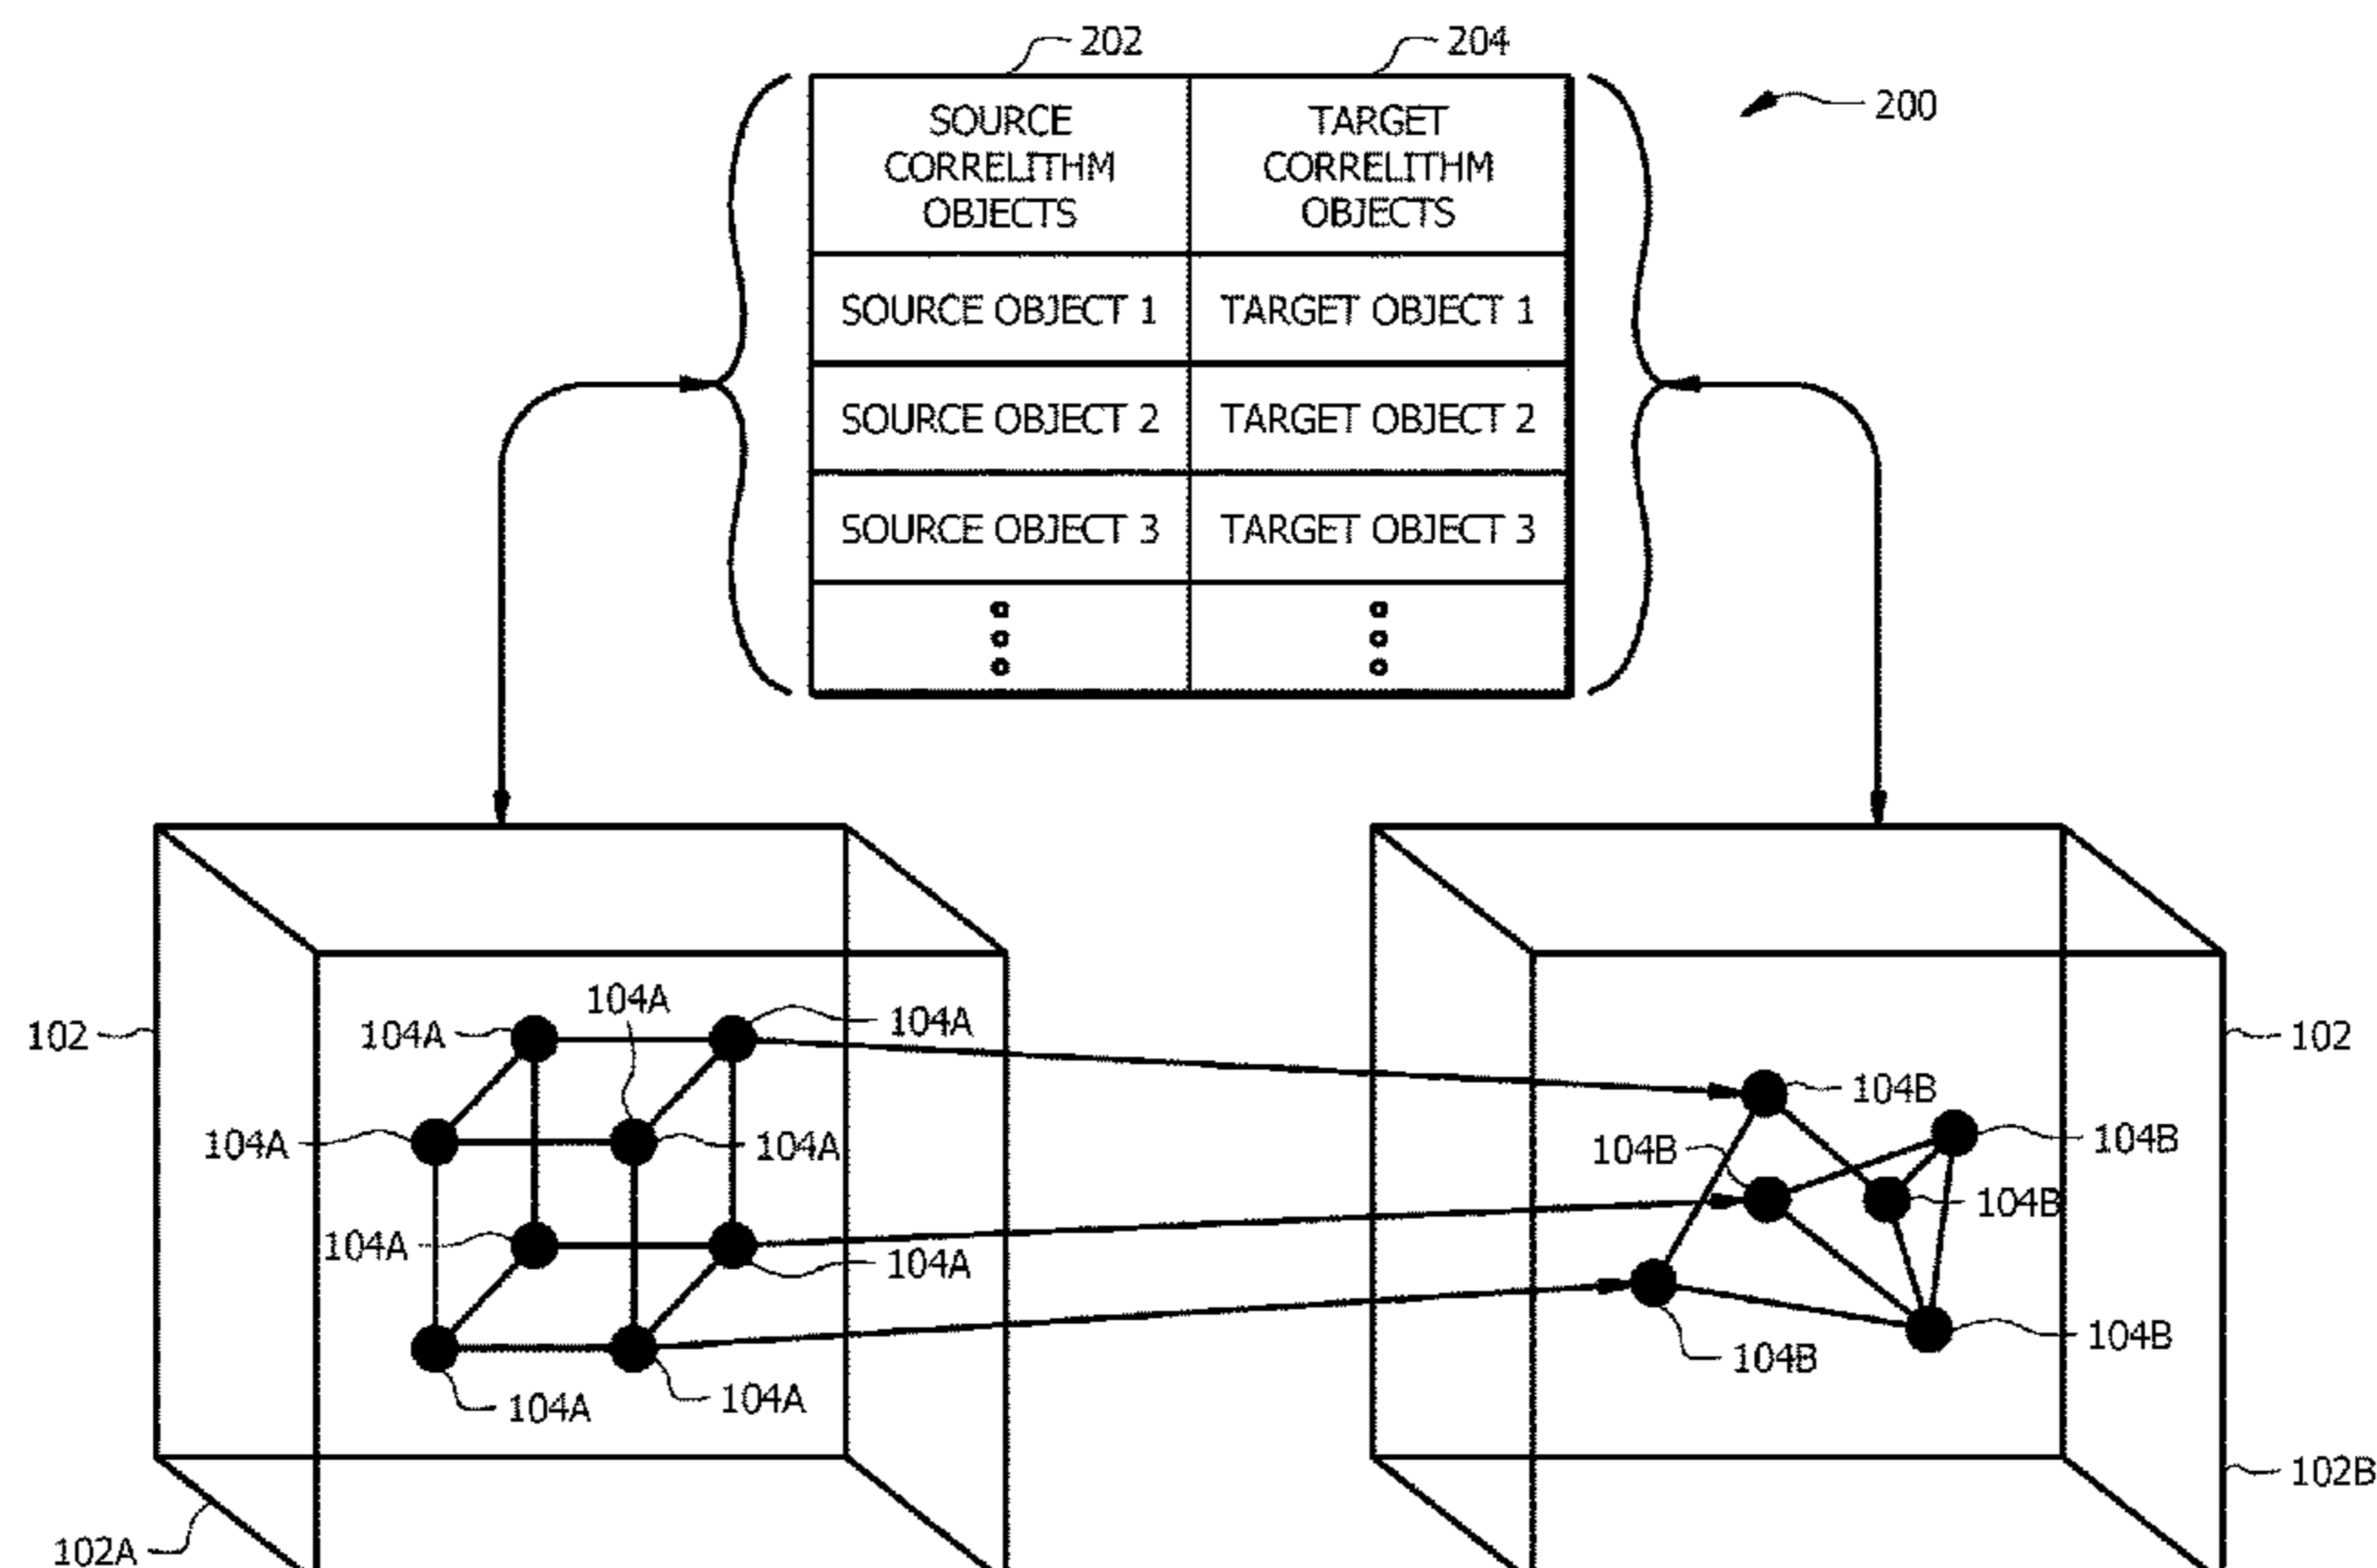 202
204
200
SOURCE
CORRELITHM
OBJECTS
TARGET
CORRELITHM
OBJECTS
SOURCE OBJECT 1
TARGET OBJECT 1
SOURCE OBJECT 2
TARGET OBJECT 2
SOURCE OBJECT 3
TARGET OBJECT 3
102
104A
104A
104A
104A
104A
104A
104A
104A
104A
102A
102
104B
104B
104B
104B
104B
104B
102B